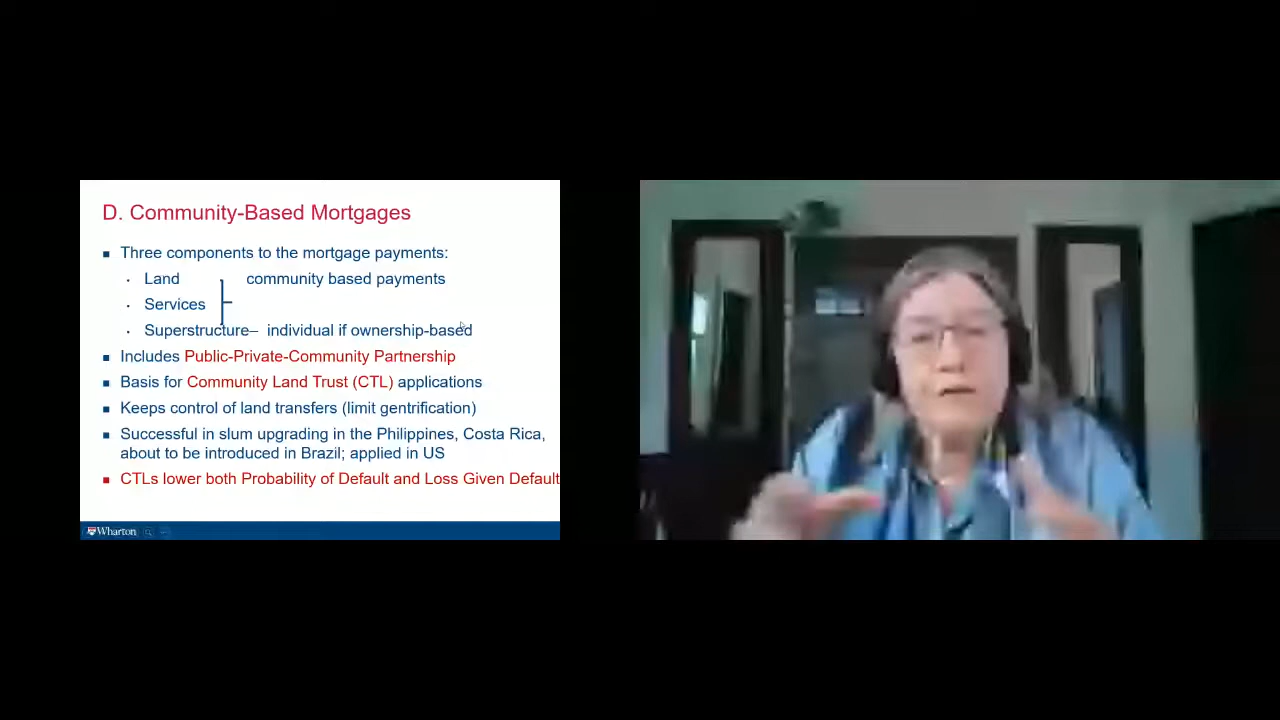 D. Community-Based Mortgages
Three components to the mortgage payments:
Land community based payments
Services
Superstructure– individual if ownership-based
Includes Public-Private-Community Partnership
Basis for Community Land Trust (CTL) applications
Keeps control of land transfers (limit gentrification)
Successful in slum upgrading in the Philippines, Costa Rica,
about to be introduced in Brazil; applied in US
CTLs lower both Probability of Default and Loss Given Default
Wharton